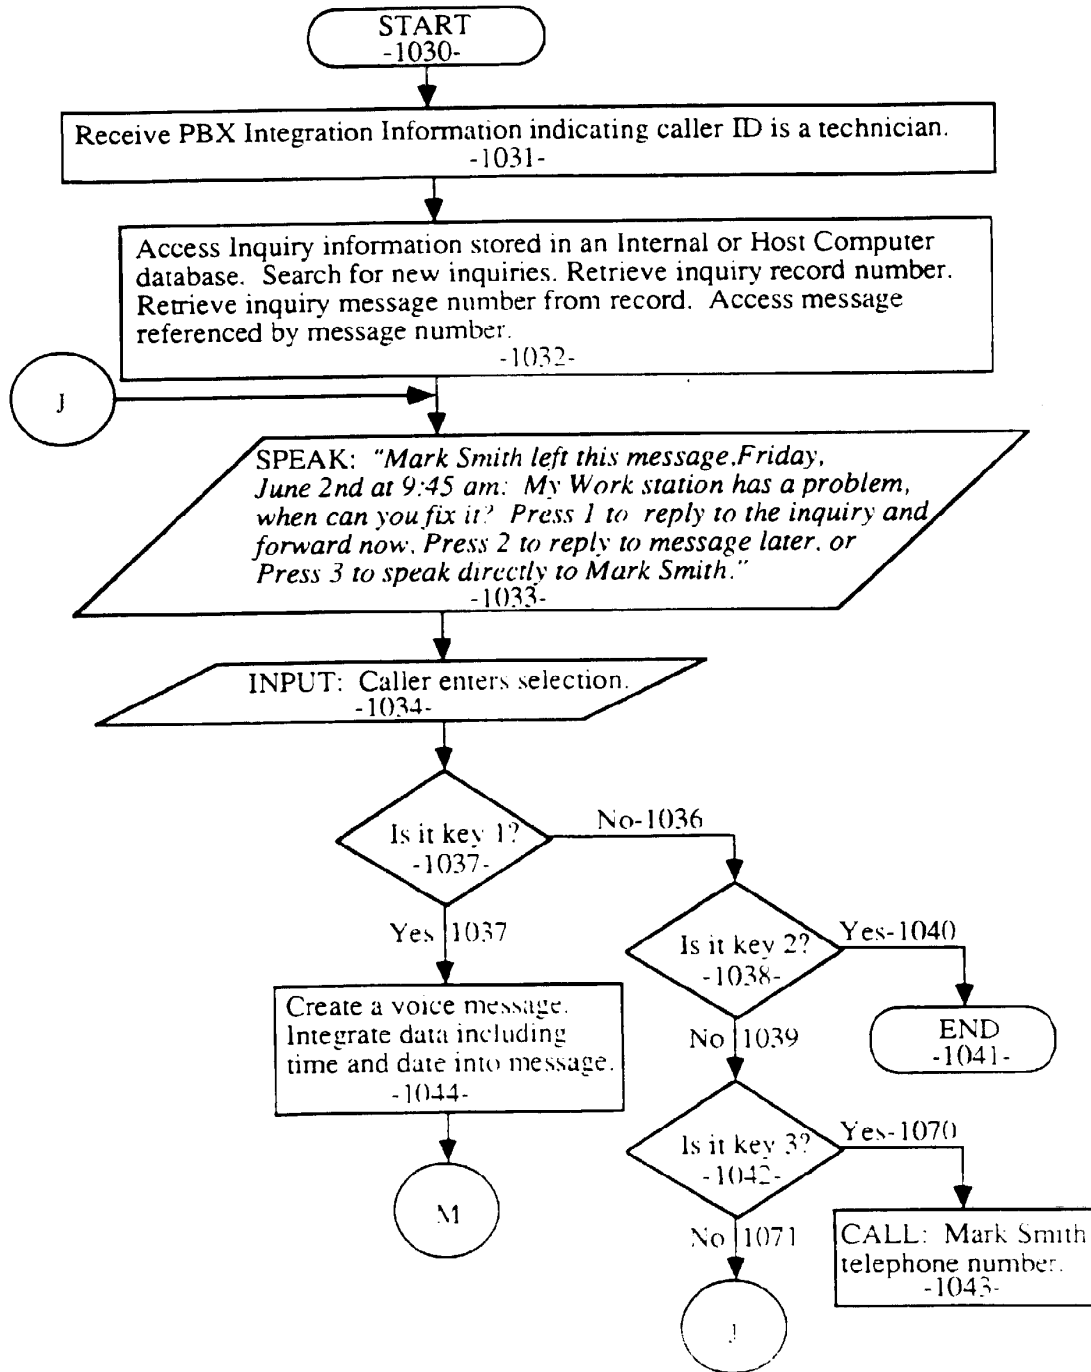 START
-1030-
Receive PBX Integration Information indicating caller ID is a technician.
-1031-
Access Inquiry information stored in an Internal or Host Computer
database. Search for new inquiries. Retrieve inquiry record number.
Retrieve inquiry message number from record. Access message
referenced by message number.
-1032-
J
SPEAK: "Mark Smith left this message,Friday,
June 2nd at 9:45 am: My Work station has a problem,
when can you fix it? Press 1 to reply to the inquiry and
forward now, Press 2 to reply to message later, or
Press 3 to speak directly to Mark Smith."
-1033-
INPUT: Caller enters selection.
-1034-
Is it key 1?
-1037-
No-1036
Yes 1037
Is it key 2?
-1038-
Yes-1040
Create a voice message.
Integrate data including
time and date into message.
-1044-
END
-1041-
No 1039
Is it key 3?
-1042-
Yes-1070
M
No 1071
CALL: Mark Smith
telephone number.
-1043-
J